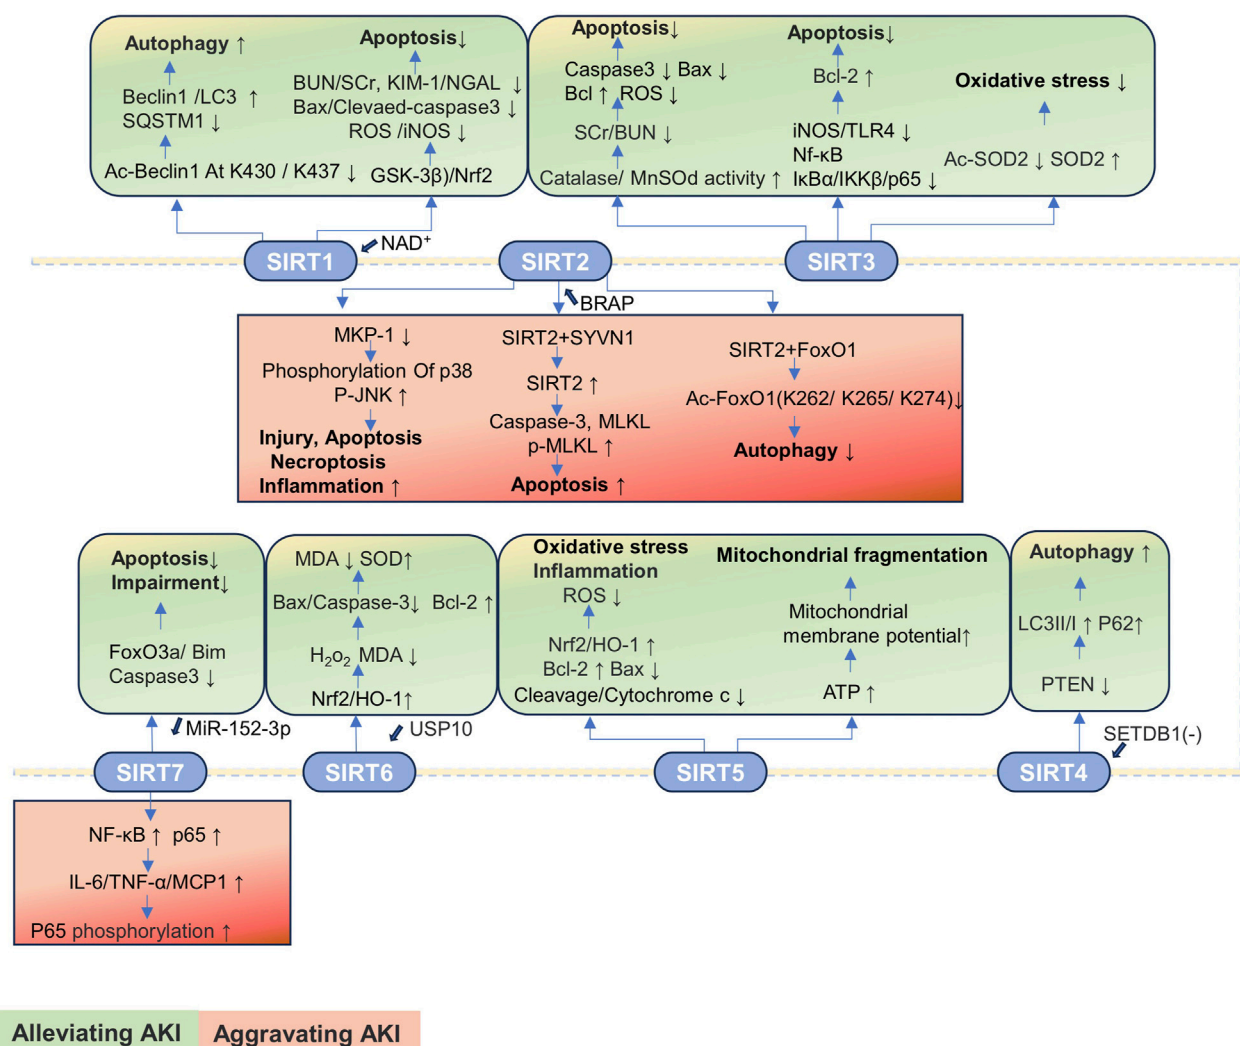 Autophagy ↑
Beclin1 /LC3 ↑
SQSTM1 ↓
Ac-Beclin1 At K430 / K437 ↓
Apoptosis↓
BUN/SCr, KIM-1/NGAL ↓
Bax/Clevaed-caspase3 ↓
ROS /iNOS ↓
GSK-3β)/Nrf2
Apoptosis↓
Caspase3 ↓ Bax ↓
Bcl ↑ ROS ↓
SCr/BUN ↓
Catalase/ MnSOd activity ↑
Apoptosis↓
Bcl-2 ↑
iNOS/TLR4 ↓
Nf-κB
IκBα/IKKβ/p65 ↓
Oxidative stress ↓
Ac-SOD2 ↓ SOD2 ↑
SIRT1
NAD⁺
SIRT2
BRAP
SIRT3
MKP-1 ↓
Phosphorylation Of p38
P-JNK ↑
Injury, Apoptosis
Necroptosis
Inflammation ↑
SIRT2+SYVN1
SIRT2 ↑
Caspase-3, MLKL
p-MLKL ↑
Apoptosis ↑
SIRT2+FoxO1
Ac-FoxO1(K262/ K265/ K274)↓
Autophagy ↓
Apoptosis↓
Impairment↓
FoxO3a/ Bim
Caspase3 ↓
MDA ↓ SOD↑
Bax/Caspase-3↓ Bcl-2 ↑
H₂o₂ MDA ↓
Nrf2/HO-1↑
Oxidative stress
Inflammation
ROS ↓
Nrf2/HO-1 ↑
Bcl-2 ↑ Bax ↓
Cleavage/Cytochrome c ↓
Mitochondrial fragmentation
Mitochondrial
membrane potential↑
ATP ↑
Autophagy ↑
LC3II/I ↑ P62↑
PTEN ↓
MiR-152-3p
USP10
SETDB1(-)
SIRT7
SIRT6
SIRT5
SIRT4
NF-κB ↑ p65 ↑
IL-6/TNF-α/MCP1 ↑
P65 phosphorylation ↑
Alleviating AKI
Aggravating AKI